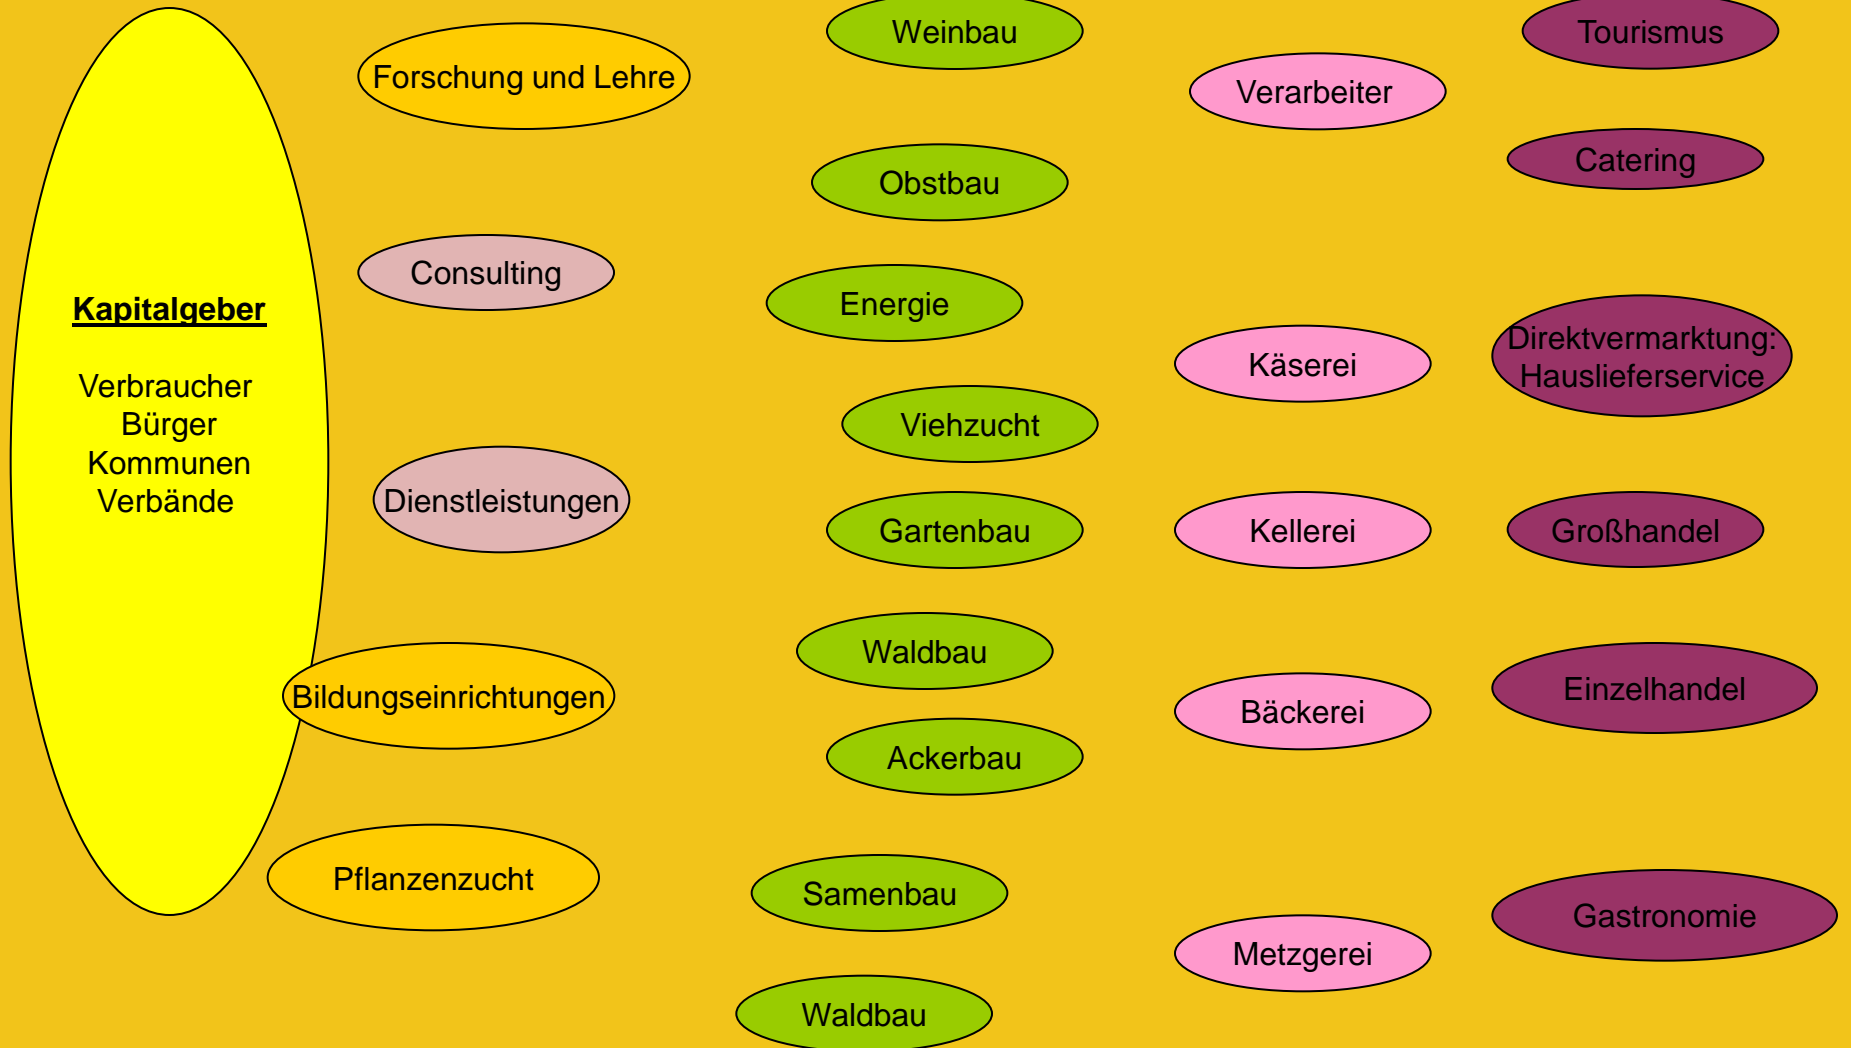 Kapitalgeber
Verbraucher
Bürger
Kommunen
Verbände
Forschung und Lehre
Consulting
Dienstleistungen
Bildungseinrichtungen
Pflanzenzucht
Weinbau
Obstbau
Energie
Viehzucht
Gartenbau
Waldbau
Ackerbau
Samenbau
Waldbau
Verarbeiter
Käserei
Kellerei
Bäckerei
Metzgerei
Tourismus
Catering
Direktvermarktung:
Hauslieferservice
Großhandel
Einzelhandel
Gastronomie